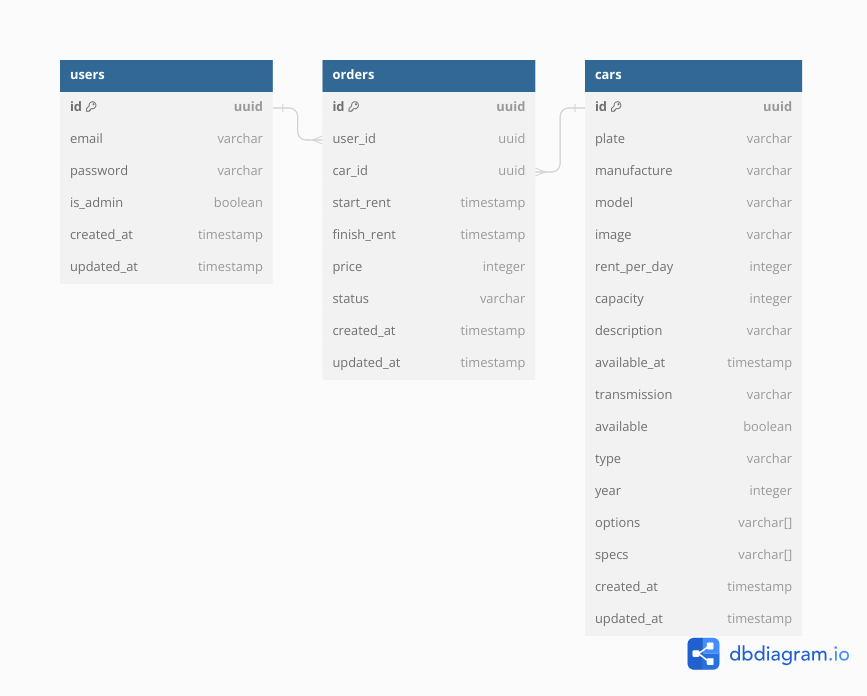 users
id uuid
email varchar
password varchar
is_admin boolean
created_at timestamp
updated_at timestamp
orders
id uuid
user_id uuid
car_id uuid
start_rent timestamp
finish_rent timestamp
price integer
status varchar
created_at timestamp
updated_at timestamp
cars
id uuid
plate varchar
manufacture varchar
model varchar
image varchar
rent_per_day integer
capacity integer
description varchar
available_at timestamp
transmission varchar
available boolean
type varchar
year integer
options varchar[]
specs varchar[]
created_at timestamp
updated_at timestamp
dbdiagram.io